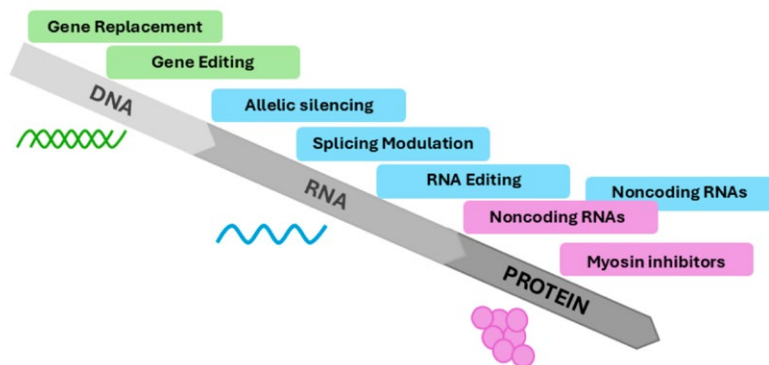 Gene Replacement
Gene Editing
DNA
Allelic silencing
Splicing Modulation
RNA Editing
Noncoding RNAs
RNA
Noncoding RNAs
Myosin inhibitors
PROTEIN